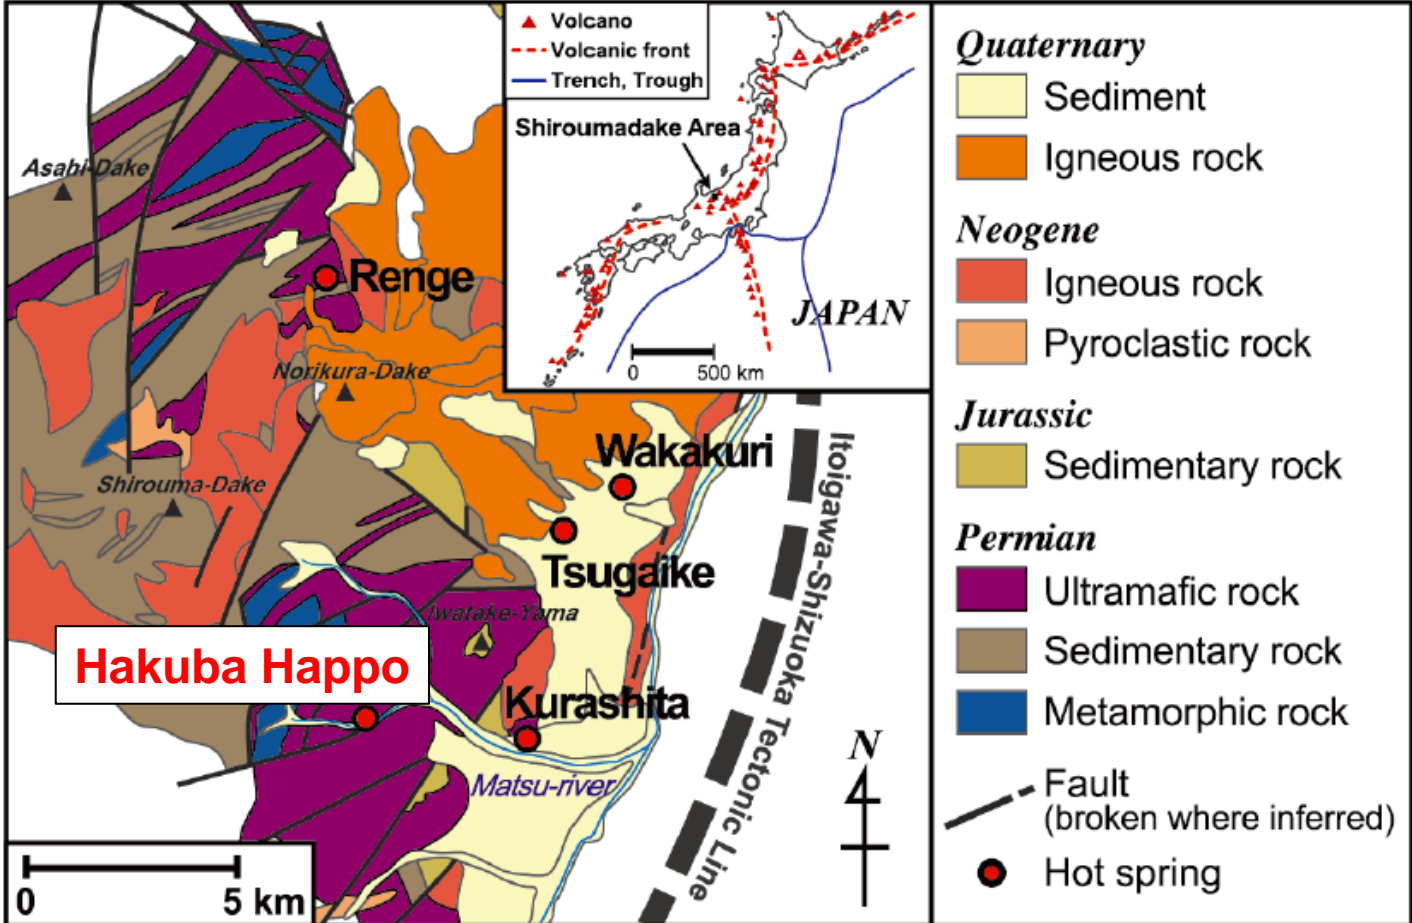 Volcano
Volcanic front
Trench, Trough
Shiroumadake Area
JAPAN
0 500 km
Asahi-Dake
Renge
Norikura-Dake
Wakakuri
Shirouma-Dake
Tsugaike
Iwatake-Yama
Hakuba Happo
Kurashita
Matsu-river
Itoigawa-Shizuoka Tectonic Line
N
0 5 km
Quaternary
Sediment
Igneous rock
Neogene
Igneous rock
Pyroclastic rock
Jurassic
Sedimentary rock
Permian
Ultramafic rock
Sedimentary rock
Metamorphic rock
Fault
(broken where inferred)
Hot spring